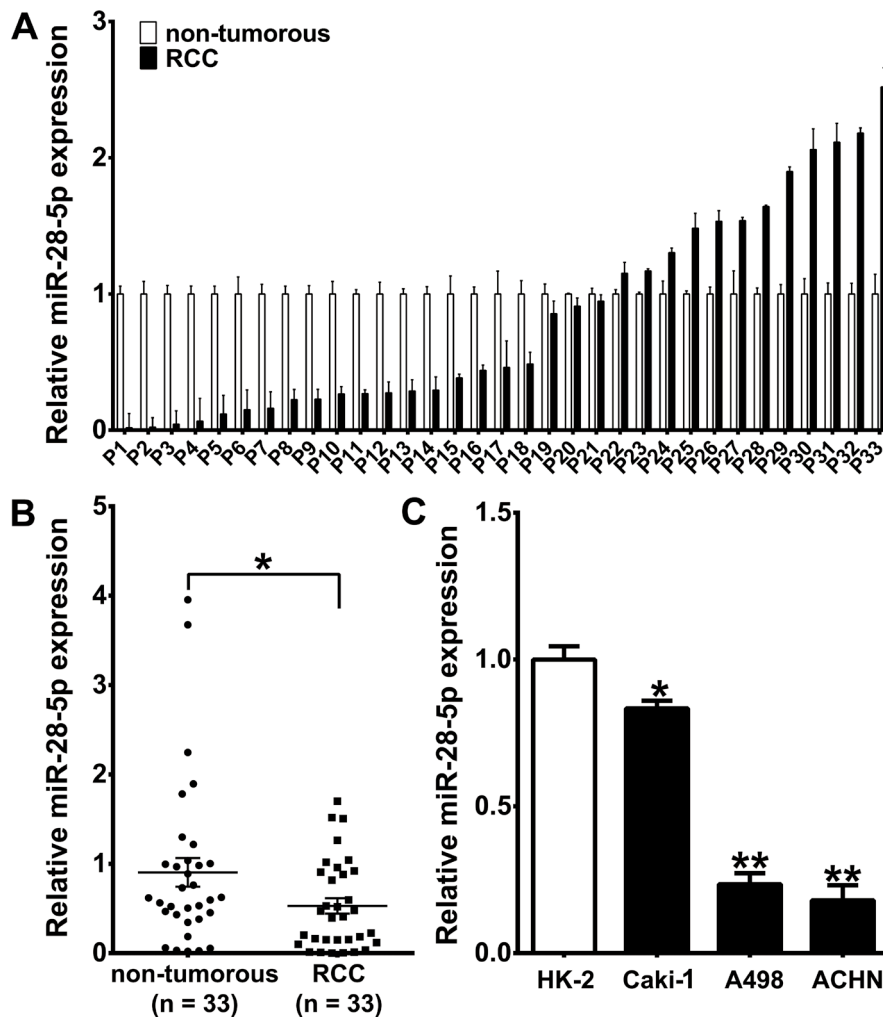 A
Relative miR-28-5p expression
non-tumorous
RCC
3
2
1
0
P1 P2 P3 P4 P5 P6 P7 P8 P9 P10 P11 P12 P13 P14 P15 P16 P17 P18 P19 P20 P21 P22 P23 P24 P25 P26 P27 P28 P29 P30 P31 P32 P33
B
Relative miR-28-5p expression
5
4
3
2
1
0
*
non-tumorous RCC
(n = 33) (n = 33)
C
Relative miR-28-5p expression
1.5
1.0
0.5
0.0
*
**
**
HK-2 Caki-1 A498 ACHN